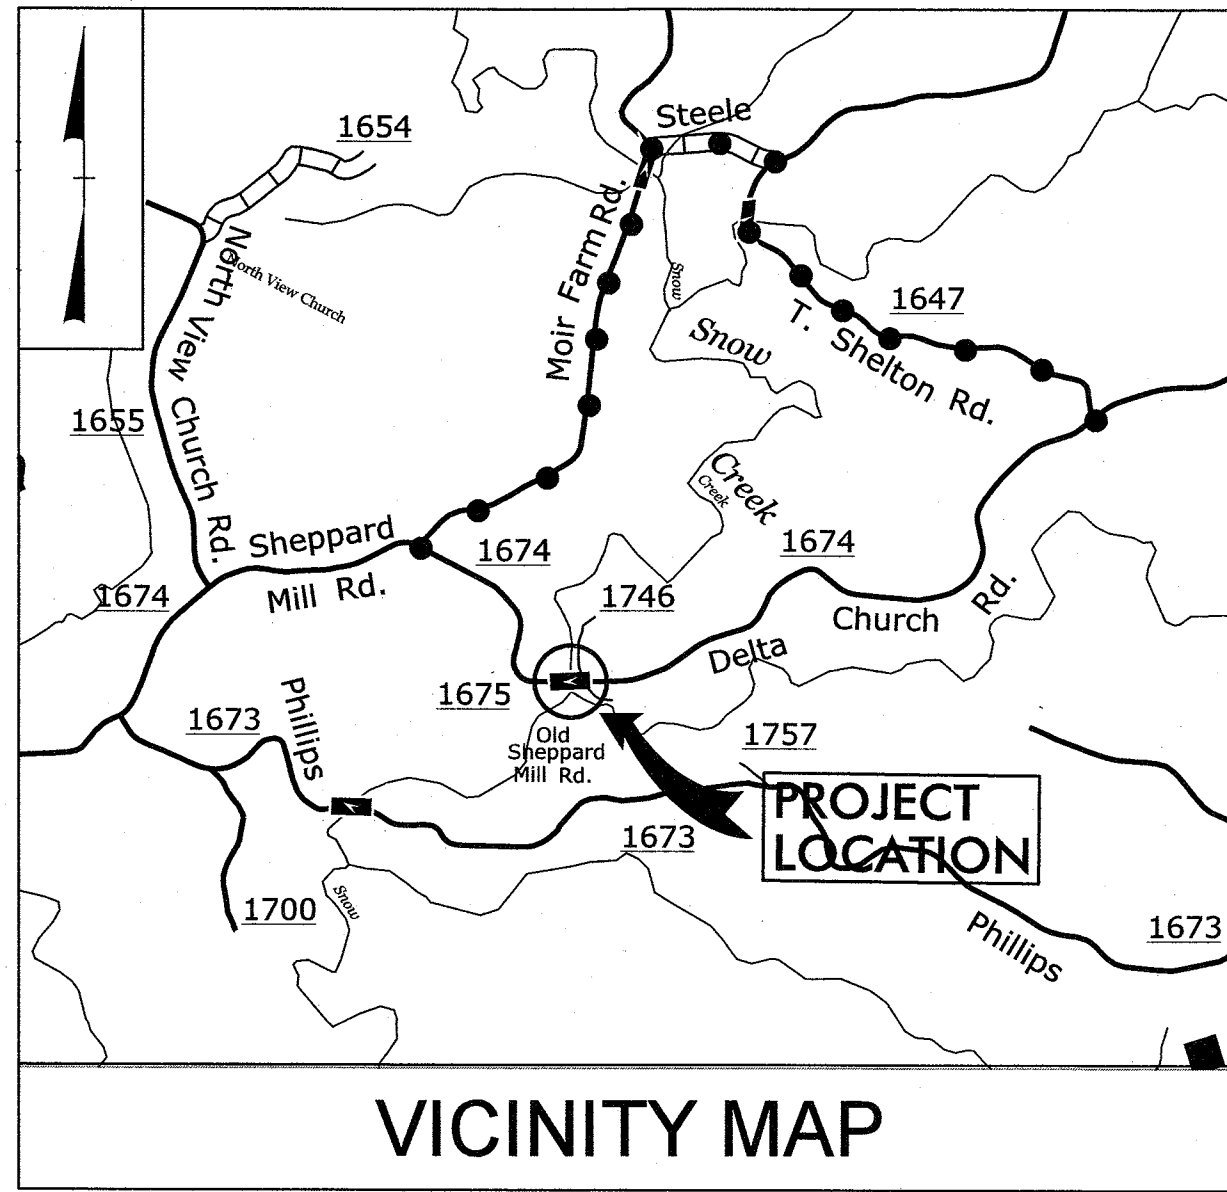 Steele
1654
Moir Farm Rd.
North View Church Rd.
North View Church
Snow
1647
T. Shelton Rd.
Snow
1655
Creek
Creek
Sheppard
Mill Rd.
1674
1674
1674
1746
Church
Rd.
Delta
1675
Phillips
1673
Old
Sheppard
Mill Rd.
1757
PROJECT
LOCATION
1673
Snow
1700
Phillips
1673
VICINITY MAP